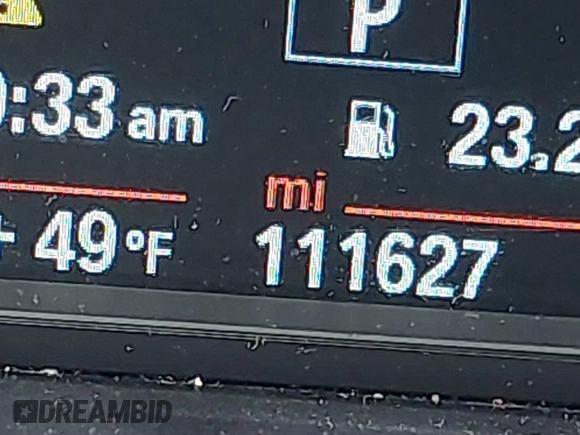 P
:33 am
23.2
mi
+ 49 °F
111627
DREAMBID